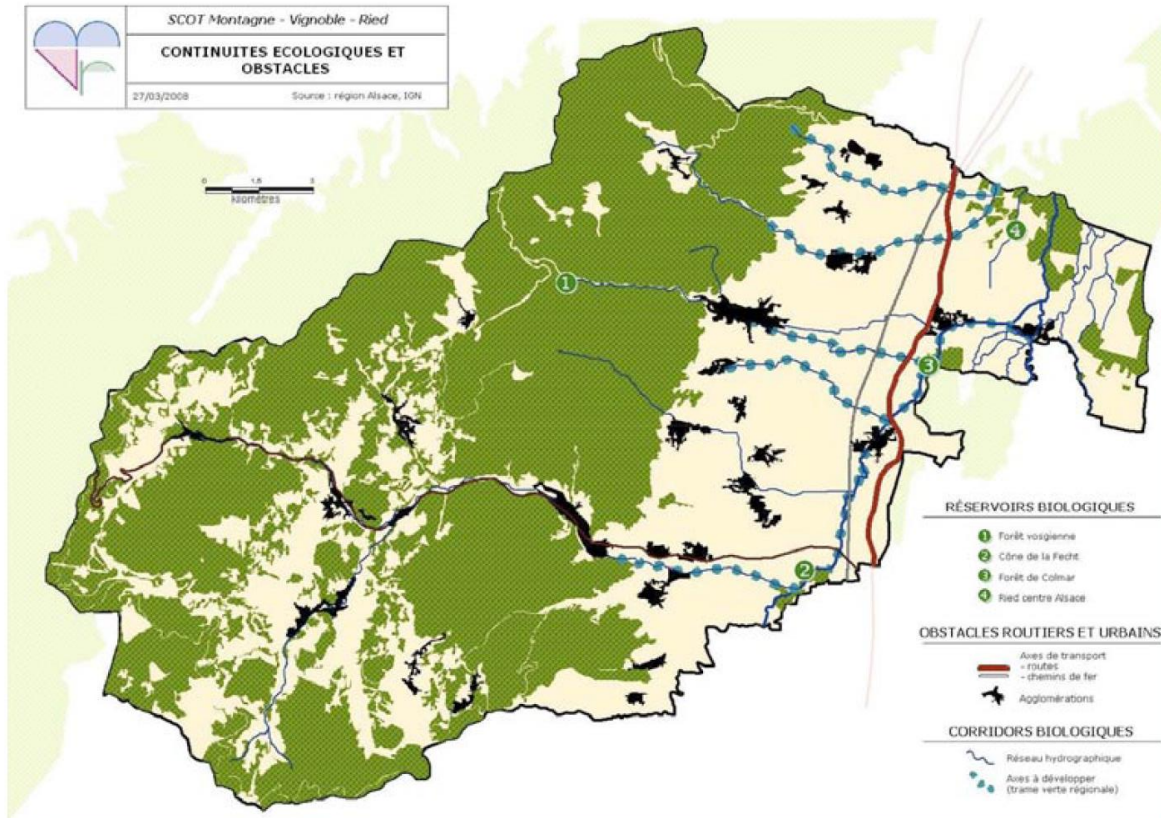 SCOT Montagne - Vignoble - Ried
CONTINUITES ECOLOGIQUES ET
OBSTACLES
27/03/2008 Source : région Alsace, IGN
0 1,5 3
kilomètres
1
2
3
4
RÉSERVOIRS BIOLOGIQUES
1 Forêt vosgienne
2 Cône de la Fecht
3 Forêt de Colmar
4 Ried centre Alsace
OBSTACLES ROUTIERS ET URBAINS
Axes de transport
- routes
- chemins de fer
Agglomérations
CORRIDORS BIOLOGIQUES
Réseau hydrographique
Axes à développer
(trame verte régionale)